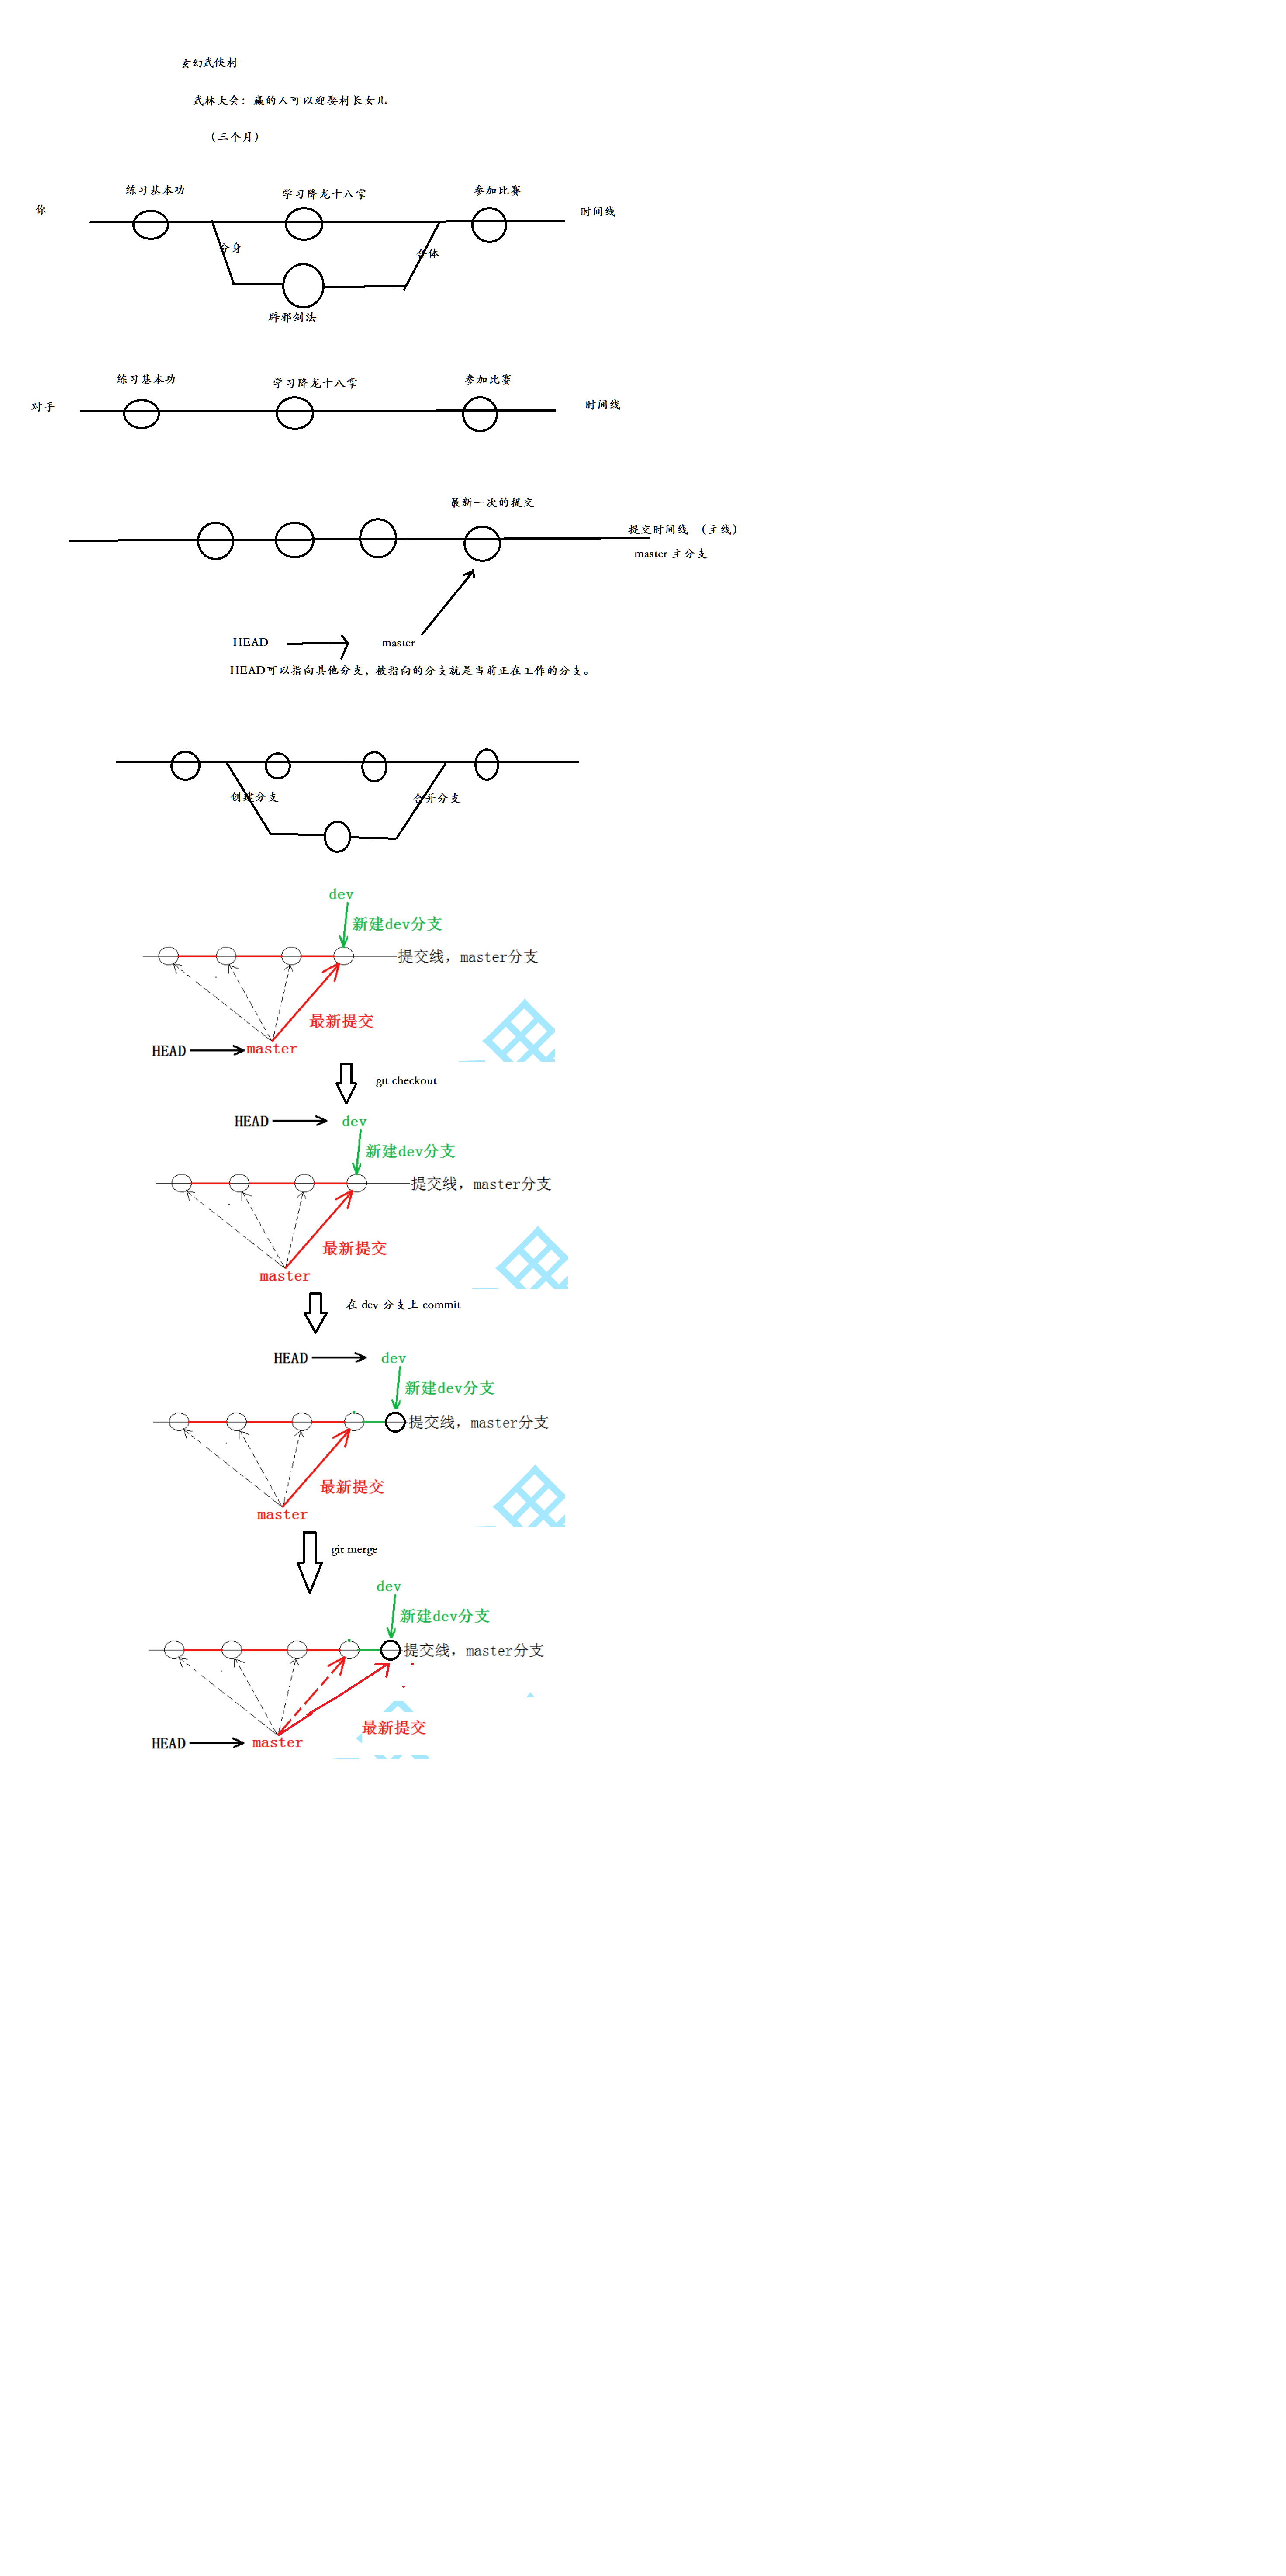 玄幻武侠村
武林大会：赢的人可以迎娶村长女儿
（三个月）
练习基本功
学习降龙十八掌
参加比赛
你
时间线
分身
合体
辟邪剑法
练习基本功
学习降龙十八掌
参加比赛
对手
时间线
最新一次的提交
提交时间线 （主线）
master 主分支
HEAD
master
HEAD可以指向其他分支，被指向的分支就是当前正在工作的分支。
创建分支
合并分支
dev
新建dev分支
提交线，master分支
最新提交
HEAD
master
git checkout
HEAD
dev
新建dev分支
提交线，master分支
最新提交
master
在 dev 分支上 commit
HEAD
dev
新建dev分支
提交线，master分支
最新提交
master
git merge
dev
新建dev分支
提交线，master分支
最新提交
HEAD
master